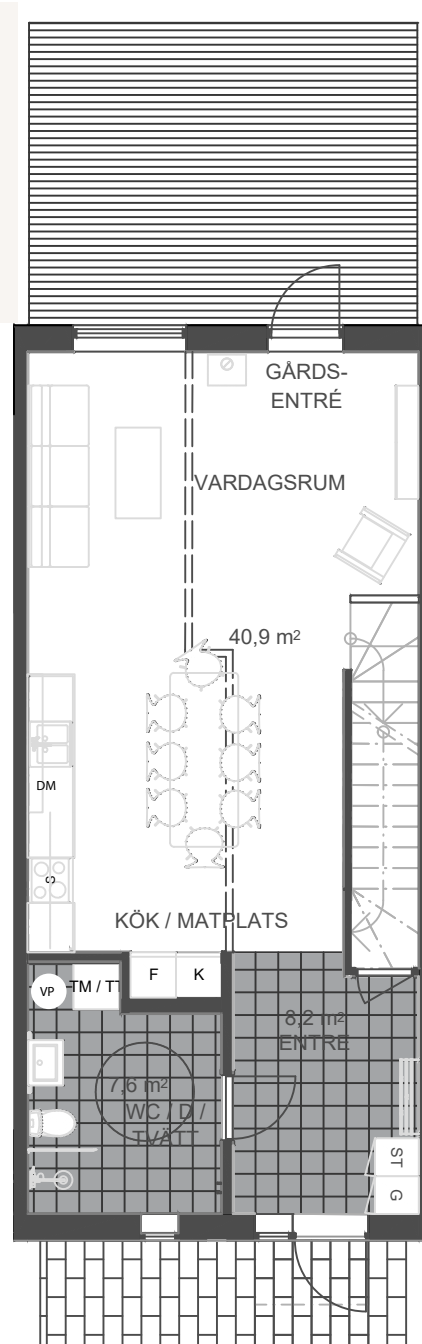 GÅRDS-
ENTRÉ
VARDAGSRUM
40,9 m²
DM
S
KÖK / MATPLATS
F K
VP TM / TT
8,2 m²
ENTRÉ
7,6 m²
WC / D /
TVÄTT
ST
G